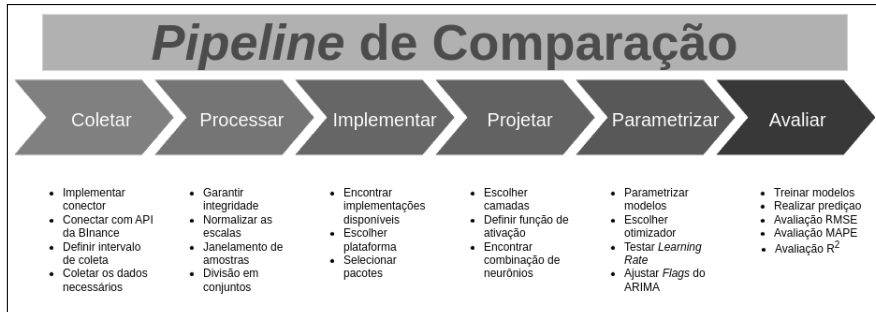 Pipeline de Comparação
Coletar
Processar
Implementar
Projetar
Parametrizar
Avaliar
Implementar
conector
Conectar com API
da BInance
Definir intervalo
de coleta
Coletar os dados
necessários
Garantir
integridade
Normalizar as
escalas
Janelamento de
amostras
Divisão em
conjuntos
Encontrar
implementações
disponíveis
Escolher
plataforma
Selecionar
pacotes
Escolher
camadas
Definir função de
ativação
Encontrar
combinação de
neurônios
Parametrizar
modelos
Escolher
otimizador
Testar Learning
Rate
Ajustar Flags do
ARIMA
Treinar modelos
Realizar prediçao
Avaliação RMSE
Avaliação MAPE
Avaliação R²